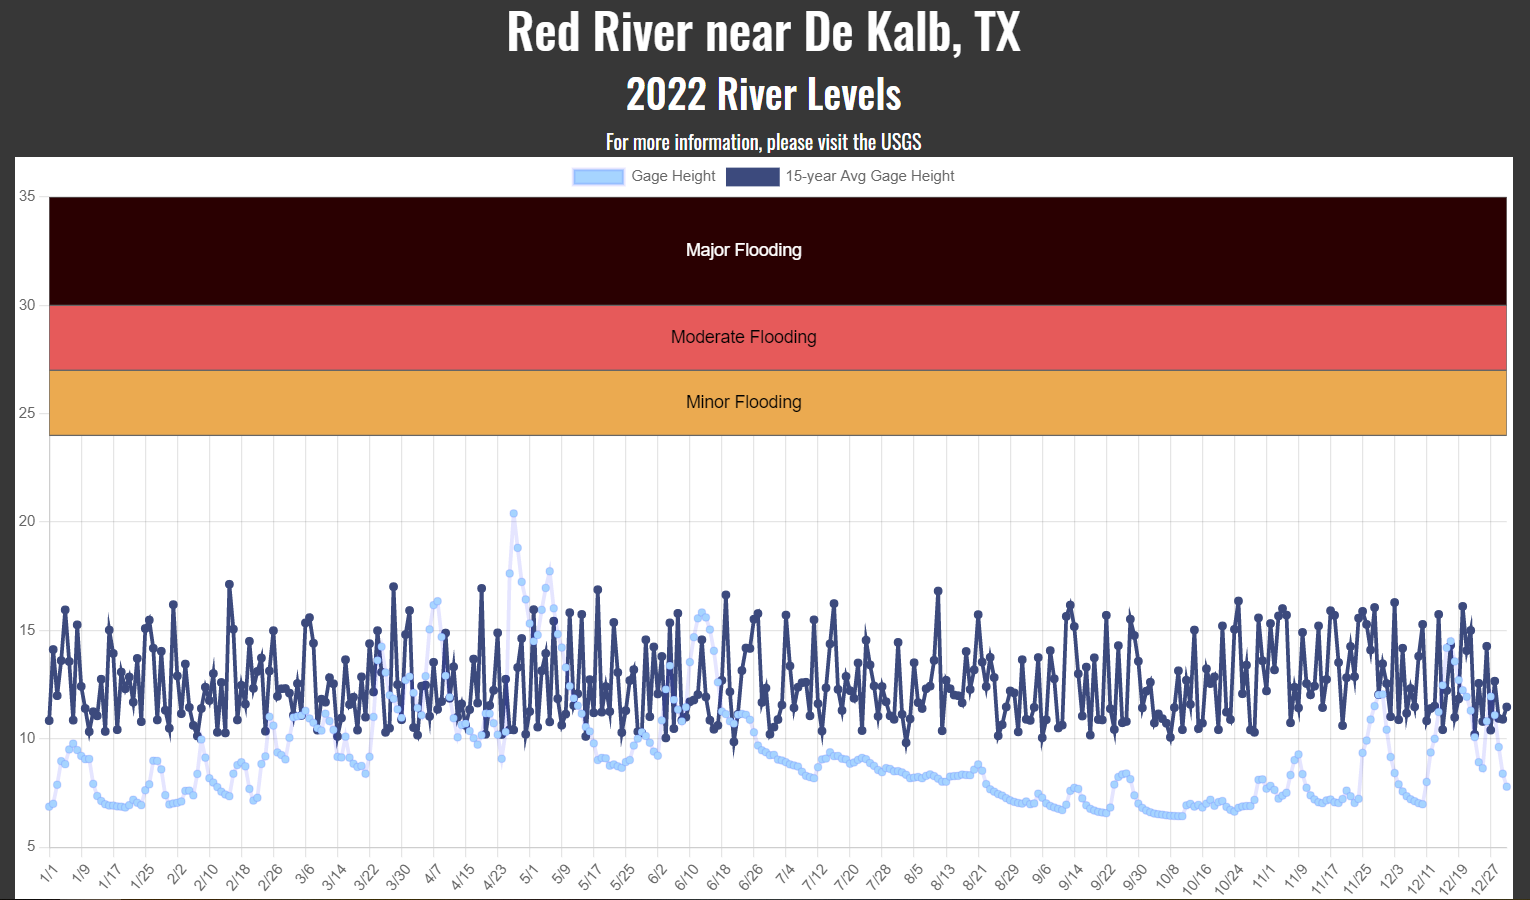 Red River near De Kalb, TX
2022 River Levels
For more information, please visit the USGS
Gage Height 15-year Avg Gage Height
35
Major Flooding
30
Moderate Flooding
Minor Flooding
25
20
15
10
5
1/1 1/9 1/17 1/25 2/2 2/10 2/18 2/26 3/6 3/14 3/22 3/30 4/7 4/15 4/23 5/1 5/9 5/17 5/25 6/2 6/10 6/18 6/26 7/4 7/12 7/20 7/28 8/5 8/13 8/21 8/29 9/6 9/14 9/22 9/30 10/8 10/16 10/24 11/1 11/9 11/17 11/25 12/3 12/11 12/19 12/27